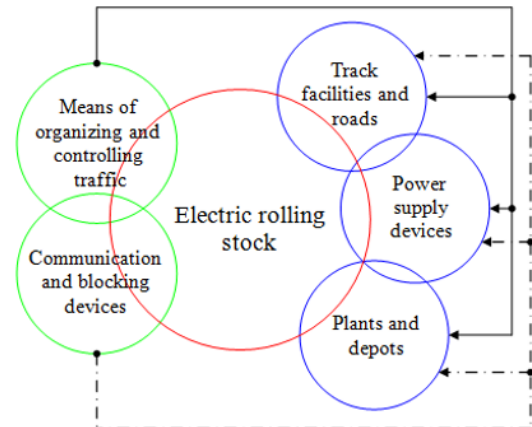 Means of
organizing and
controlling
traffic
Communication
and blocking
devices
Electric rolling
stock
Track
facilities and
roads
Power
supply
devices
Plants and
depots